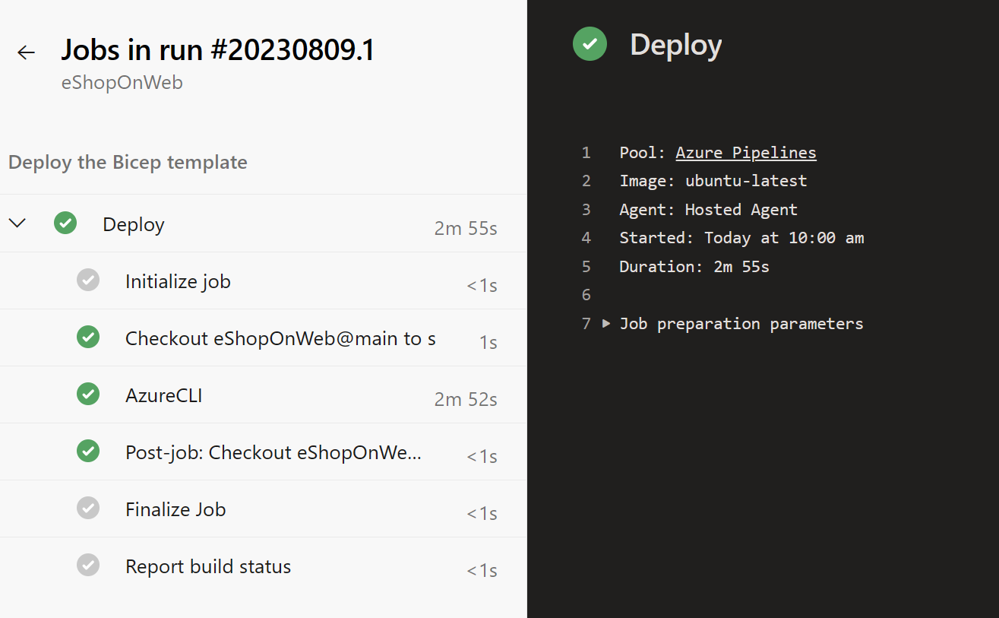 Jobs in run #20230809.1
eShopOnWeb
Deploy the Bicep template
Deploy 2m 55s
Initialize job <1s
Checkout eShopOnWeb@main to s 1s
AzureCLI 2m 52s
Post-job: Checkout eShopOnWe... <1s
Finalize Job <1s
Report build status <1s
Deploy
1 Pool: Azure Pipelines
2 Image: ubuntu-latest
3 Agent: Hosted Agent
4 Started: Today at 10:00 am
5 Duration: 2m 55s
6
7 Job preparation parameters